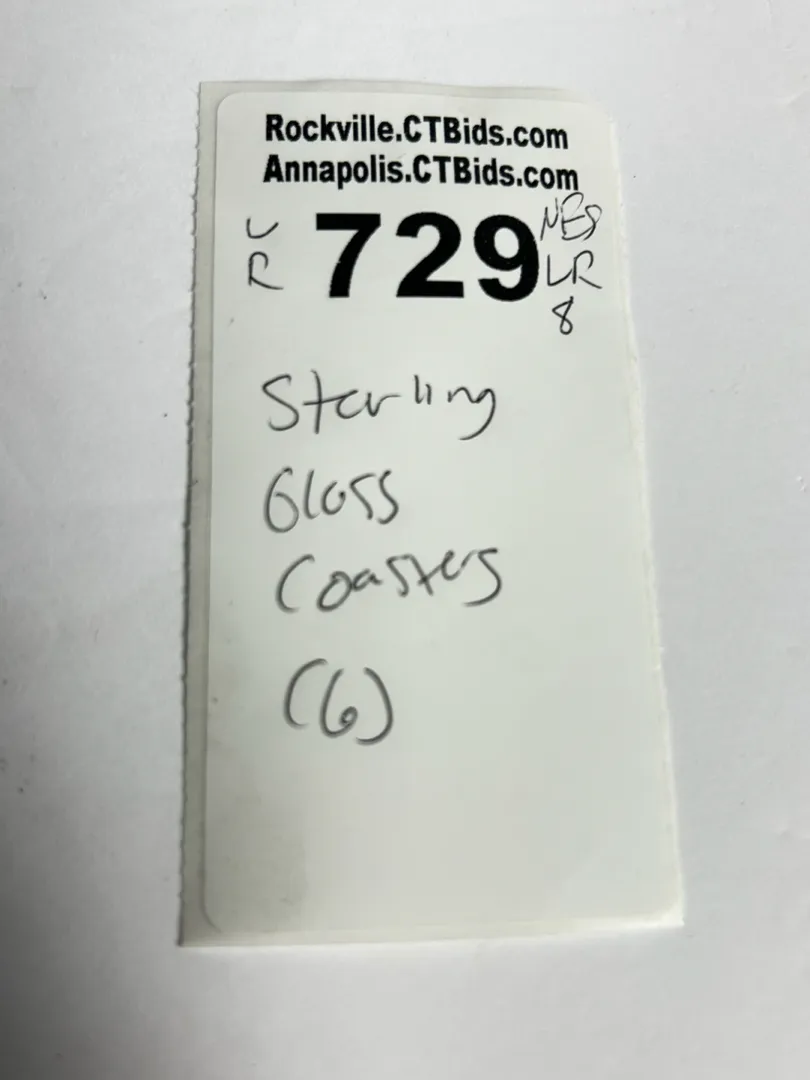 Rockville.CTBids.com
Annapolis.CTBids.com
L
R
729
NES
LR
8
Sterling
Glass
Coasters
(6)